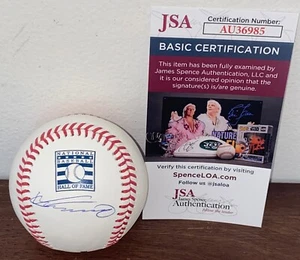 JSA
Certification Number:
AU36985
BASIC CERTIFICATION
This item has been fully examined by
James Spence Authentication, LLC and it
is our considered opinion that the
signature(s) is/are genuine.
Verify this certification by visiting
SpenceLOA.com
Follow us @jsaloa
JSA
James Spence
Authentication
NATIONAL
BASEBALL
HALL OF FAME